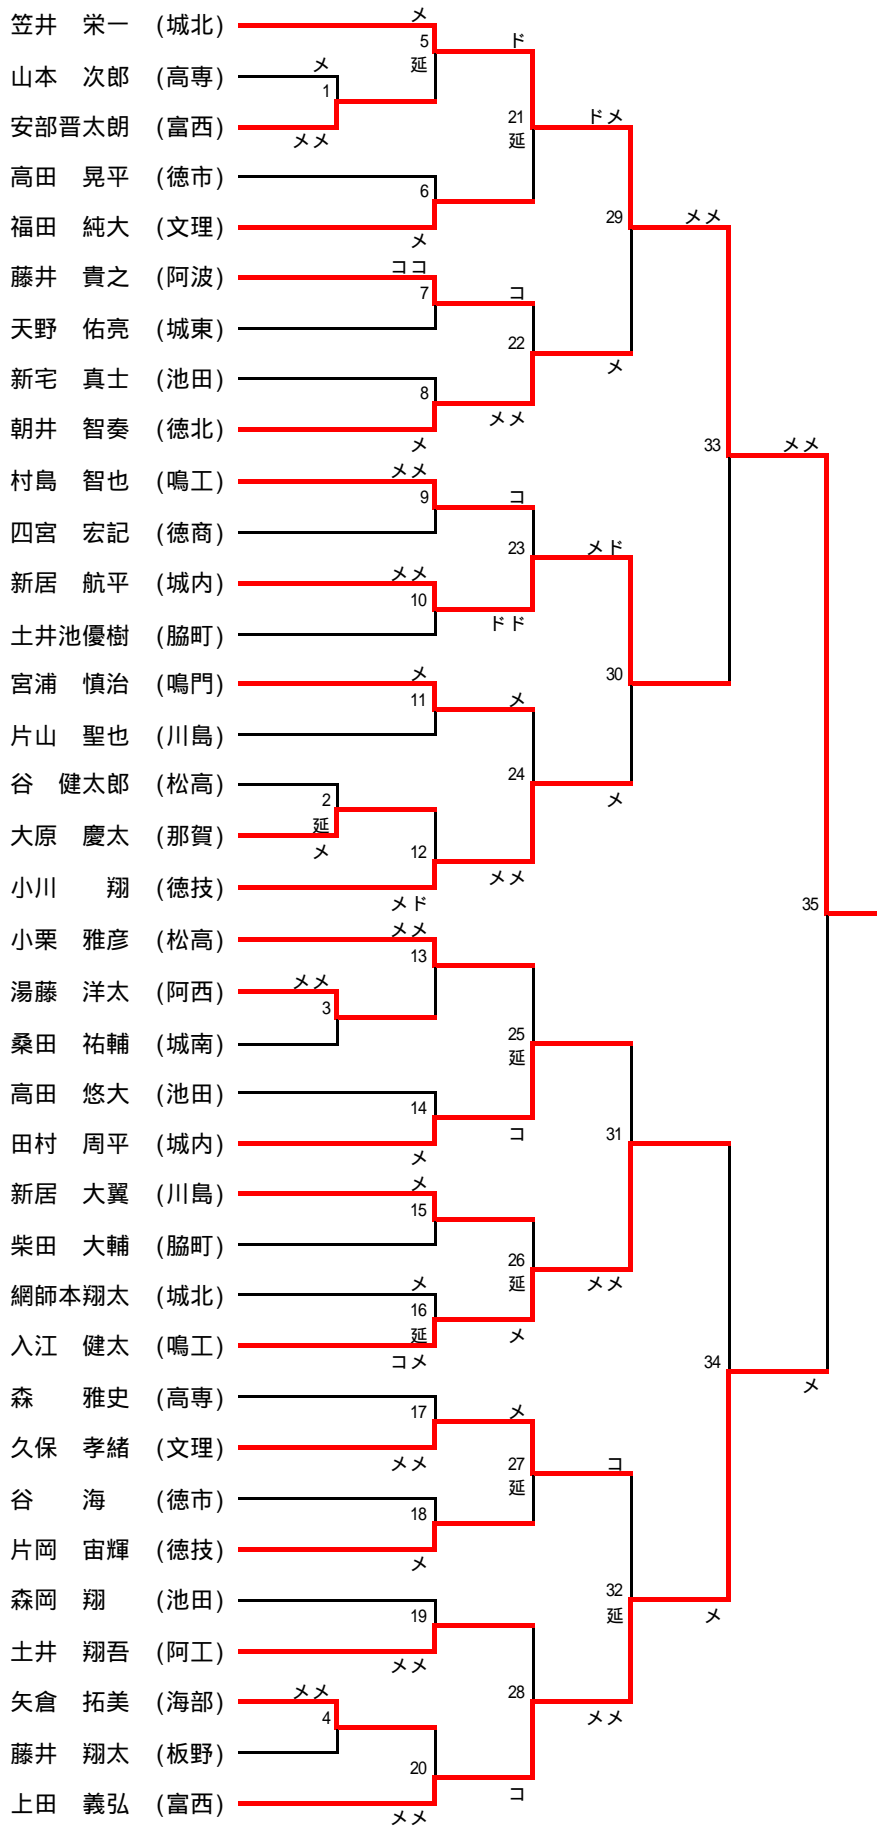 メ
笠井 栄一 (城北)
5
ド
延
山本 次郎 (高専)
メ
1
21
ドメ
安部晋太朗 (富西)
延
メメ
高田 晃平 (徳市)
6
29
メメ
福田 純大 (文理)
メ
ココ
藤井 貴之 (阿波)
7
コ
天野 佑亮 (城東)
22
メ
新宅 真士 (池田)
8
メメ
朝井 智奏 (徳北)
メ
33
メメ
メメ
村島 智也 (鳴工)
9
コ
四宮 宏記 (徳商)
23
メド
新居 航平 (城内)
メメ
10
ドド
土井池優樹 (脇町)
30
宮浦 慎治 (鳴門)
メ
11
メ
片山 聖也 (川島)
24
谷 健太郎 (松高)
2
メ
延
大原 慶太 (那賀)
メ
12
メメ
小川 翔 (徳技)
メド
35
メメ
小栗 雅彦 (松高)
13
湯藤 洋太 (阿西)
メメ
3
25
桑田 祐輔 (城南)
延
高田 悠大 (池田)
14
コ
31
田村 周平 (城内)
メ
メ
新居 大翼 (川島)
15
柴田 大輔 (脇町)
26
延
メメ
網師本翔太 (城北)
メ
16
メ
延
入江 健太 (鳴工)
コメ
34
メ
森 雅史 (高専)
17
メ
久保 孝緒 (文理)
メメ
27
コ
延
谷 海 (徳市)
18
片岡 宙輝 (徳技)
メ
32
森岡 翔 (池田)
19
延
メ
土井 翔吾 (阿工)
メメ
矢倉 拓美 (海部)
メメ
4
28
メメ
藤井 翔太 (板野)
20
コ
上田 義弘 (富西)
メメ